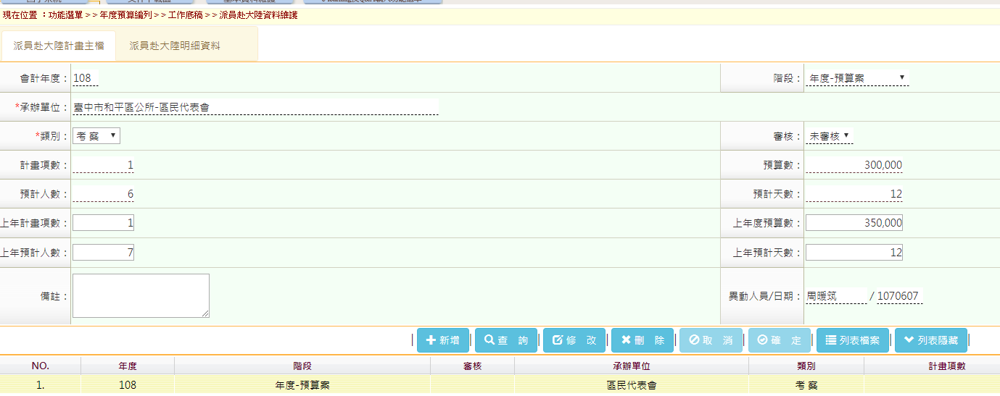 現在位置 ：功能選單 > > 年度預算編列 > > 工作底稿 > > 派員赴大陸資料維護
派員赴大陸計畫主檔 派員赴大陸明細資料
會計年度： 108 階段： 年度-預算案
*承辦單位： 臺中市和平區公所-區民代表會
*類別： 考 察 審核： 未審核
計畫項數： 1 預算數： 300,000
預計人數： 6 預計天數： 12
上年計畫項數： 1 上年度預算數： 350,000
上年預計人數： 7 上年預計天數： 12
備註： 異動人員/日期： 周暖筑 / 1070607
| 新增 | 查 詢 | 修 改 | 刪 除 | 取 消 | 確 定 | 列表檔案 | 列表隱藏 |
NO. 年度 階段 審核 承辦單位 類別 計畫項數
1. 108 年度-預算案 區民代表會 考 察